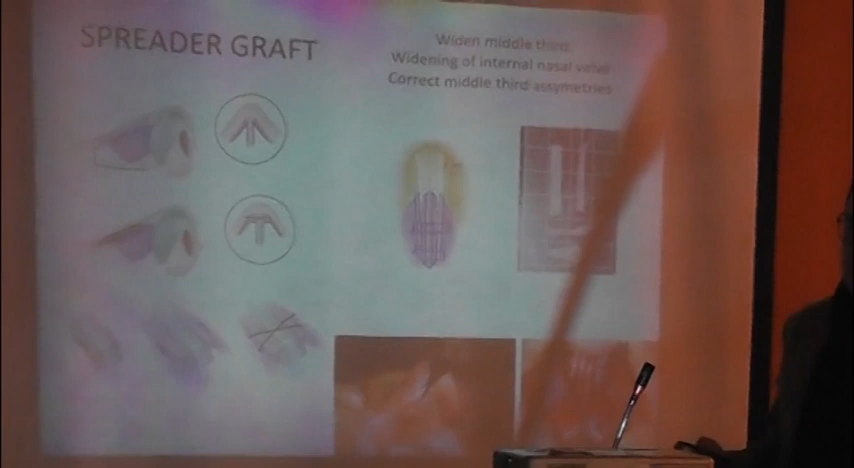 SPREADER GRAFT
Widen middle third
Widening of internal nasal valve
Correct middle third assymetries